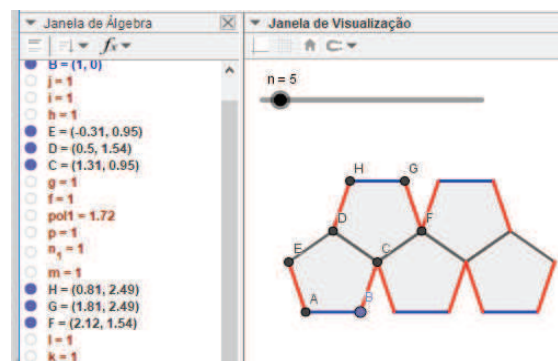 Janela de Álgebra
Janela de Visualização
fx
B = (1, 0)
j = 1
i = 1
h = 1
E = (-0.31, 0.95)
D = (0.5, 1.54)
C = (1.31, 0.95)
g = 1
f = 1
pol1 = 1.72
p = 1
n₁ = 1
m = 1
H = (0.81, 2.49)
G = (1.81, 2.49)
F = (2.12, 1.54)
l = 1
k = 1
n = 5
H G
D F
E C
A B